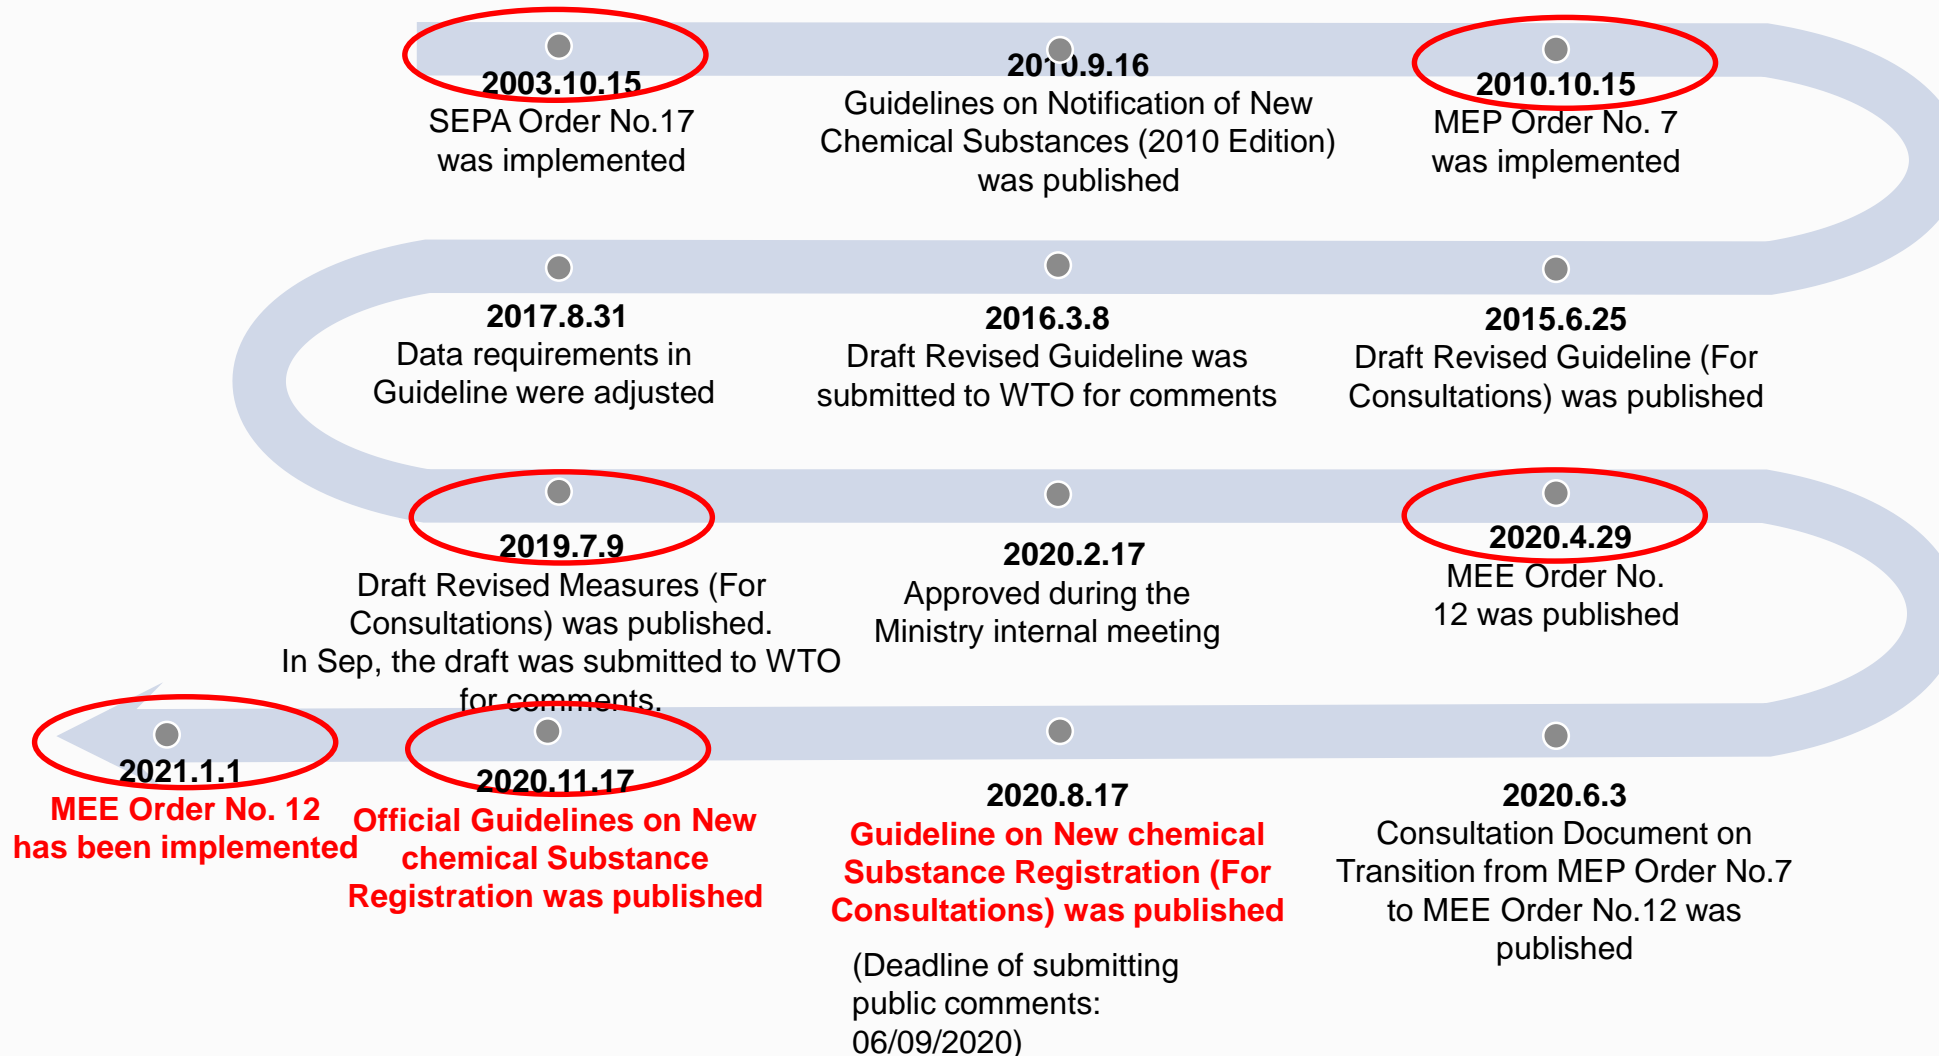 2003.10.15
SEPA Order No.17
was implemented
2010.9.16
Guidelines on Notification of New
Chemical Substances (2010 Edition)
was published
2010.10.15
MEP Order No. 7
was implemented
2015.6.25
Draft Revised Guideline (For
Consultations) was published
2016.3.8
Draft Revised Guideline was
submitted to WTO for comments
2017.8.31
Data requirements in
Guideline were adjusted
2019.7.9
Draft Revised Measures (For
Consultations) was published.
In Sep, the draft was submitted to WTO
for comments.
2020.2.17
Approved during the
Ministry internal meeting
2020.4.29
MEE Order No.
12 was published
2020.6.3
Consultation Document on
Transition from MEP Order No.7
to MEE Order No.12 was
published
2020.8.17
Guideline on New chemical
Substance Registration (For
Consultations) was published
(Deadline of submitting
public comments:
06/09/2020)
2020.11.17
Official Guidelines on New
chemical Substance
Registration was published
2021.1.1
MEE Order No. 12
has been implemented